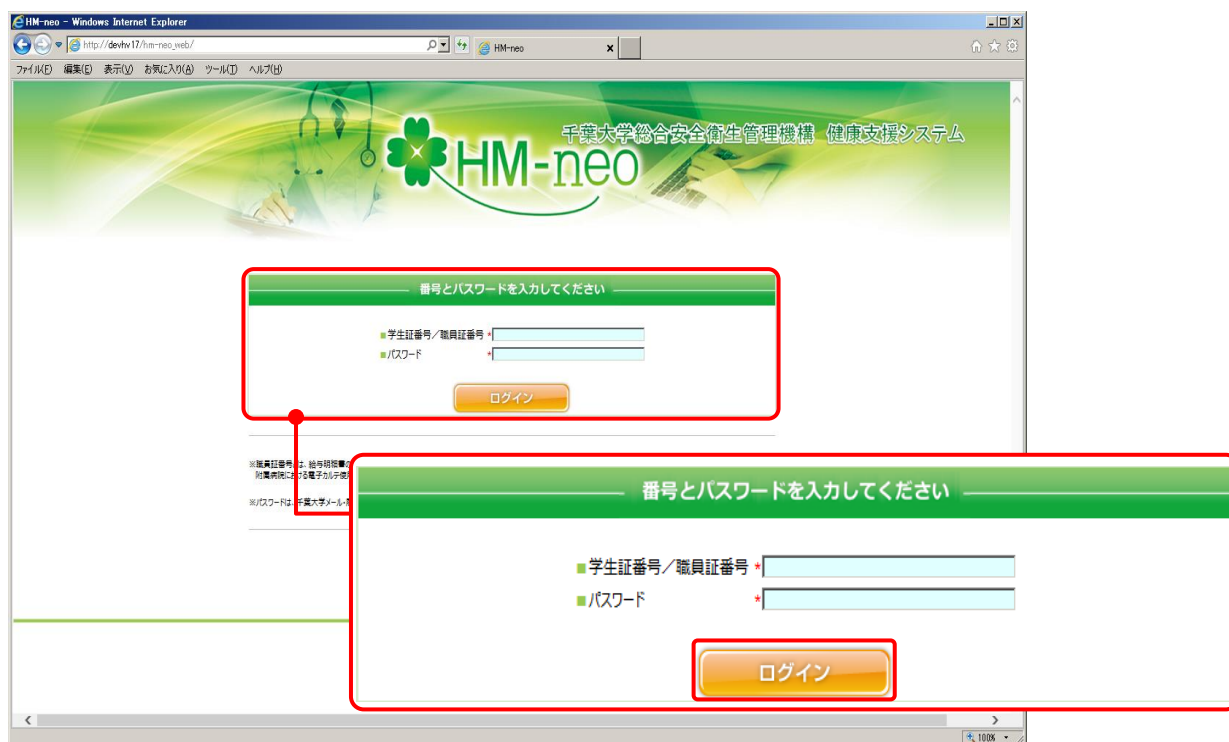 HM-neo - Windows Internet Explorer
http://devhv17/hm-neo_web/
HM-neo
ファイル(F) 編集(E) 表示(V) お気に入り(A) ツール(T) ヘルプ(H)
千葉大学総合安全衛生管理機構 健康支援システム
HM-neo
番号とパスワードを入力してください
学生証番号/職員証番号 *
パスワード *
ログイン
※職員証番号は、給与明細書の
附属病院における電子カルテ使用
※パスワードは、千葉大学メール・
番号とパスワードを入力してください
学生証番号/職員証番号 *
パスワード *
ログイン
100%